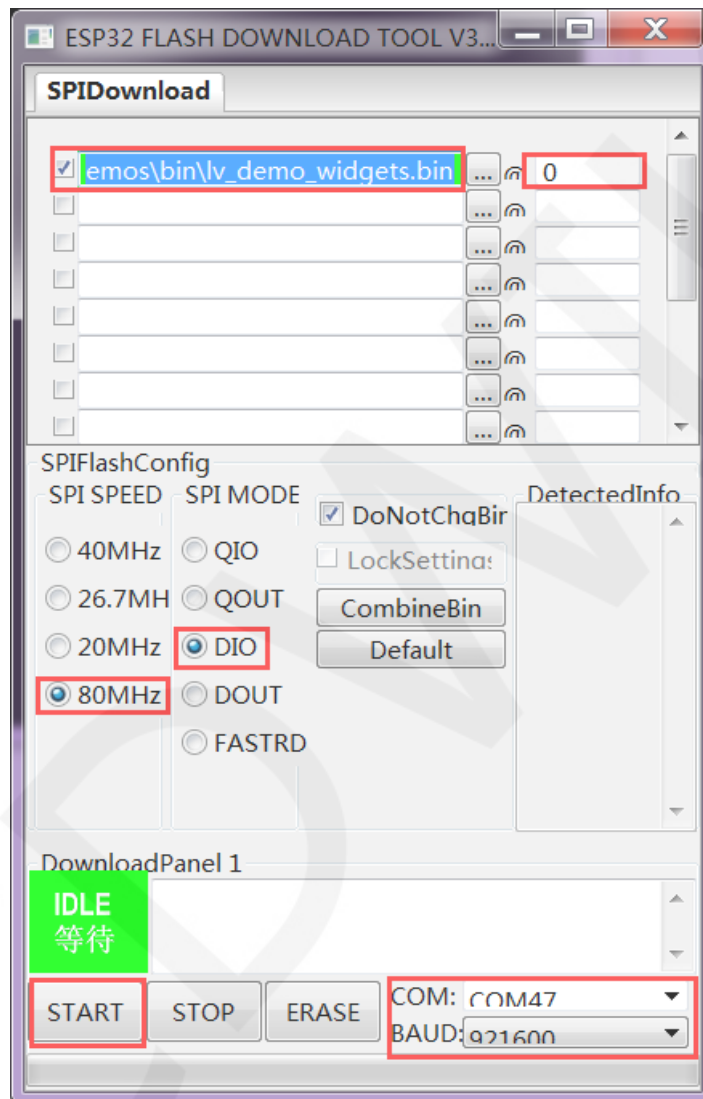 ESP32 FLASH DOWNLOAD TOOL V3...
SPIDownload
emos\bin\lv_demo_widgets.bin ... @ 0
... @
... @
... @
... @
... @
... @
... @
SPIFlashConfig
SPI SPEED SPI MODE DetectedInfo
DoNotChgBin
40MHz QIO LockSettings
26.7MH QOUT CombineBin
20MHz DIO Default
80MHz DOUT
FASTRD
DownloadPanel 1
IDLE
等待
START STOP ERASE COM: COM47
BAUD: 921600